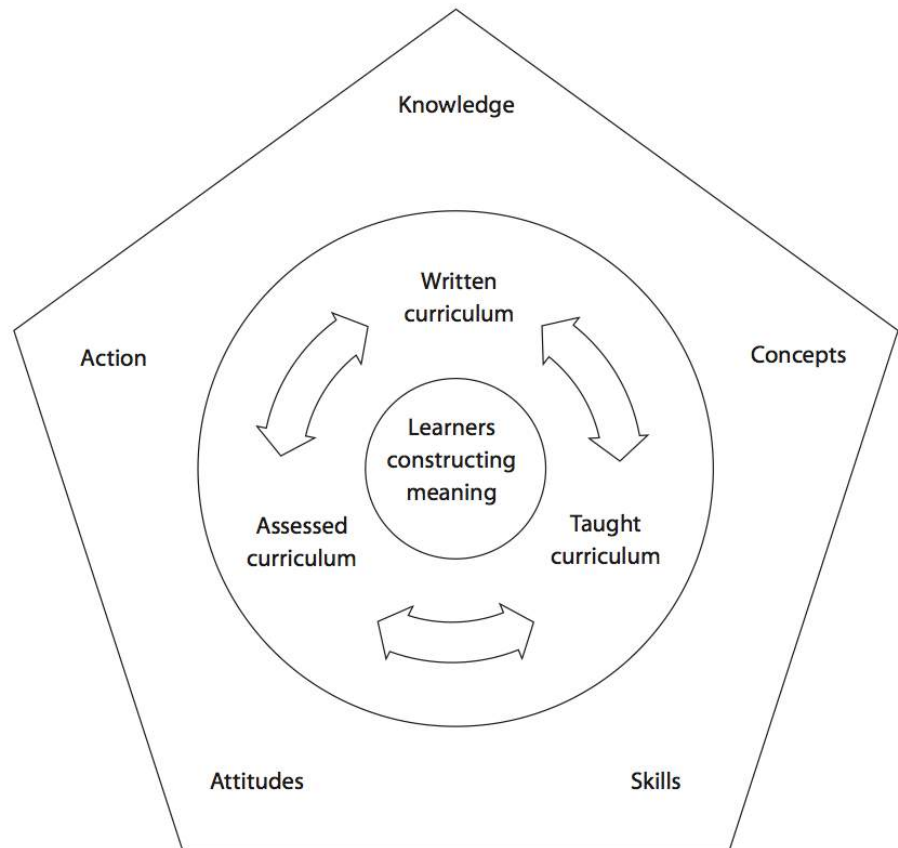 Knowledge
Written
curriculum
Action
Concepts
Learners
constructing
meaning
Assessed
curriculum
Taught
curriculum
Attitudes
Skills